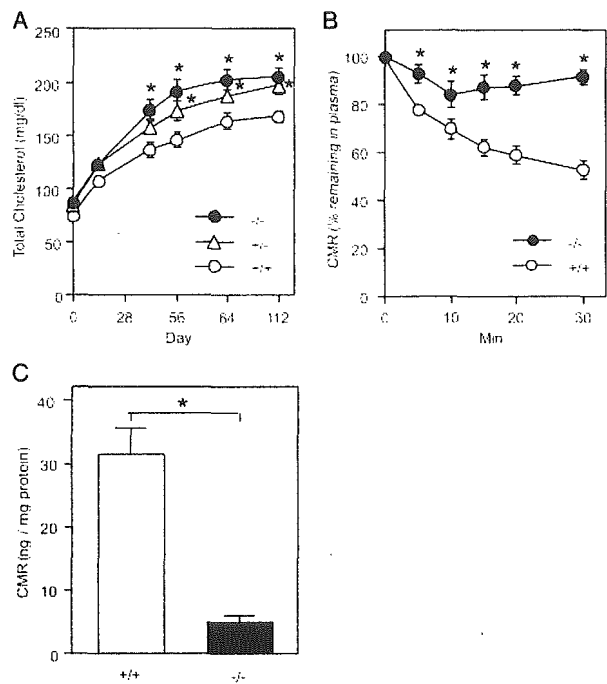 A
Total Cholesterol (mg/dl)
250
200
150
100
50
0
* * * *
* * * *
-/-
+/-
+/+
0 28 56 84 112
Day
B
CMR (% remaining in plasma)
100
80
60
40
20
0
* * * * *
-/-
+/+
0 10 20 30
Min
C
CMR (ng / mg protein)
40
30
20
10
0
*
+/+ -/-